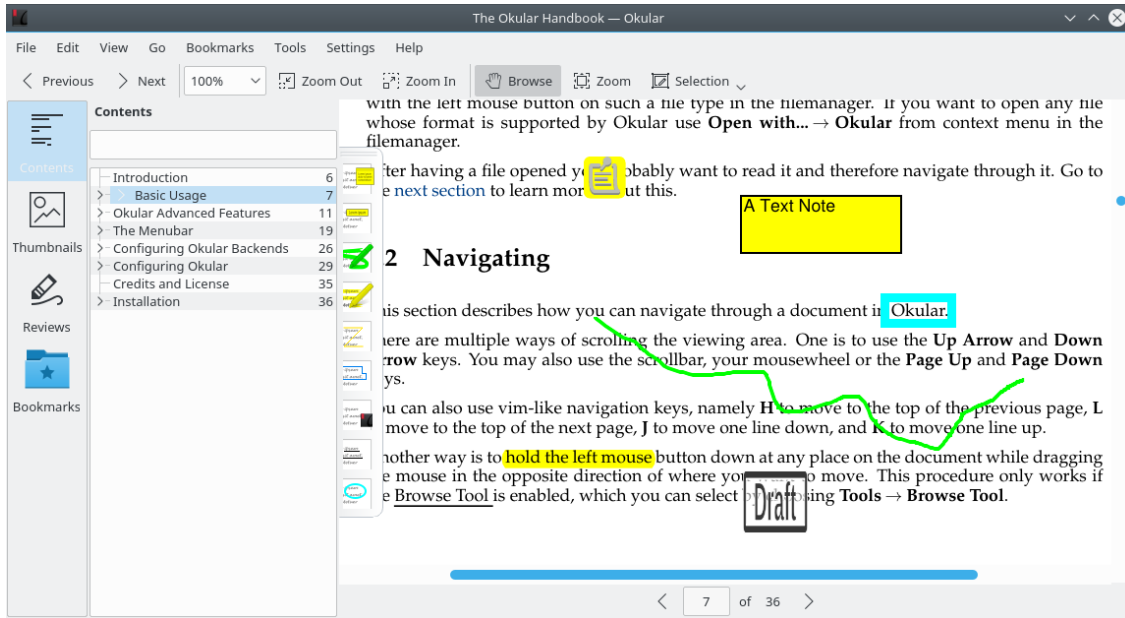 The Okular Handbook — Okular
File Edit View Go Bookmarks Tools Settings Help
Previous Next 100% Zoom Out Zoom In Browse Zoom Selection
Contents
Thumbnails
Reviews
Bookmarks
Contents
Introduction 6
Basic Usage 7
Okular Advanced Features 11
The Menubar 19
Configuring Okular Backends 26
Configuring Okular 29
Credits and License 35
Installation 36
with the left mouse button on such a file type in the filemanager. If you want to open any file
whose format is supported by Okular use Open with... → Okular from context menu in the
filemanager.
fter having a file opened y obably want to read it and therefore navigate through it. Go to
e next section to learn mor ut this.
A Text Note
2 Navigating
his section describes how you can navigate through a document in Okular.
here are multiple ways of scrolling the viewing area. One is to use the Up Arrow and Down
rrow keys. You may also use the scrollbar, your mousewheel or the Page Up and Page Down
ys.
ou can also use vim-like navigation keys, namely H to move to the top of the previous page, L
move to the top of the next page, J to move one line down, and K to move one line up.
nother way is to hold the left mouse button down at any place on the document while dragging
e mouse in the opposite direction of where you to move. This procedure only works if
e Browse Tool is enabled, which you can select by choosing Tools → Browse Tool.
Draft
7 of 36